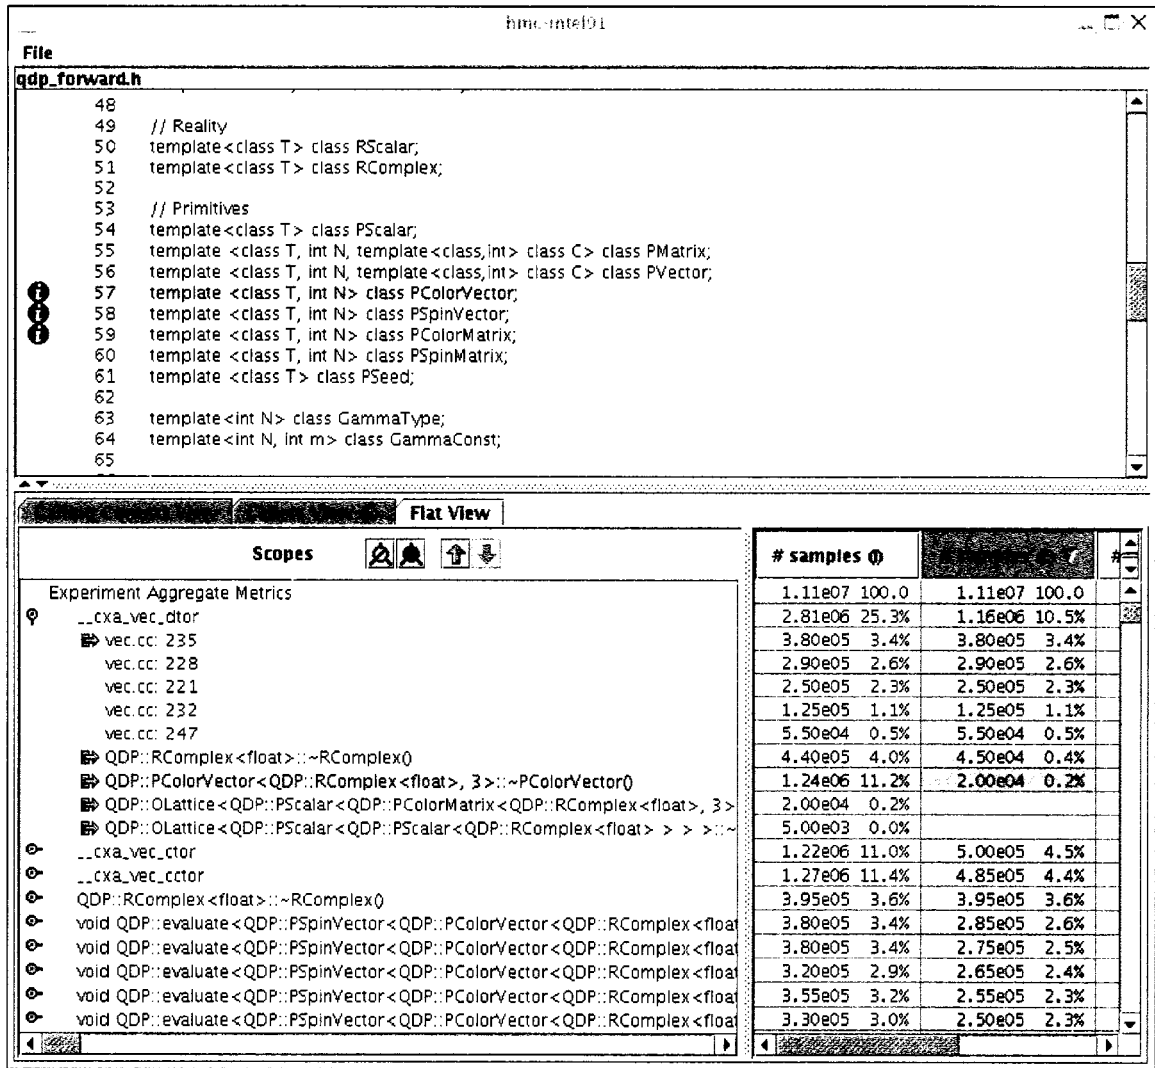 hmc-intel01
File
qdp_forward.h
48
49 // Reality
50 template<class T> class RScalar;
51 template<class T> class RComplex;
52
53 // Primitives
54 template<class T> class PScalar;
55 template <class T, int N, template<class,int> class C> class PMatrix;
56 template <class T, int N, template<class,int> class C> class PVector;
57 template <class T, int N> class PColorVector;
58 template <class T, int N> class PSpinVector;
59 template <class T, int N> class PColorMatrix;
60 template <class T, int N> class PSpinMatrix;
61 template <class T> class PSeed;
62
63 template<int N> class GammaType;
64 template<int N, int m> class GammaConst;
65
Flat View
Scopes # samples (I) #
Experiment Aggregate Metrics 1.11e07 100.0 1.11e07 100.0
__cxa_vec_dtor 2.81e06 25.3% 1.16e06 10.5%
vec.cc: 235 3.80e05 3.4% 3.80e05 3.4%
vec.cc: 228 2.90e05 2.6% 2.90e05 2.6%
vec.cc: 221 2.50e05 2.3% 2.50e05 2.3%
vec.cc: 232 1.25e05 1.1% 1.25e05 1.1%
vec.cc: 247 5.50e04 0.5% 5.50e04 0.5%
QDP::RComplex<float>::~RComplex() 4.40e05 4.0% 4.50e04 0.4%
QDP::PColorVector<QDP::RComplex<float>, 3>::~PColorVector() 1.24e06 11.2% 2.00e04 0.2%
QDP::OLattice<QDP::PScalar<QDP::PColorMatrix<QDP::RComplex<float>, 3> 2.00e04 0.2%
QDP::OLattice<QDP::PScalar<QDP::PScalar<QDP::RComplex<float> > > >::~ 5.00e03 0.0%
__cxa_vec_ctor 1.22e06 11.0% 5.00e05 4.5%
__cxa_vec_cctor 1.27e06 11.4% 4.85e05 4.4%
QDP::RComplex<float>::~RComplex() 3.95e05 3.6% 3.95e05 3.6%
void QDP::evaluate<QDP::PSpinVector<QDP::PColorVector<QDP::RComplex<float 3.80e05 3.4% 2.85e05 2.6%
void QDP::evaluate<QDP::PSpinVector<QDP::PColorVector<QDP::RComplex<float 3.80e05 3.4% 2.75e05 2.5%
void QDP::evaluate<QDP::PSpinVector<QDP::PColorVector<QDP::RComplex<float 3.20e05 2.9% 2.65e05 2.4%
void QDP::evaluate<QDP::PSpinVector<QDP::PColorVector<QDP::RComplex<float 3.55e05 3.2% 2.55e05 2.3%
void QDP::evaluate<QDP::PSpinVector<QDP::PColorVector<QDP::RComplex<float 3.30e05 3.0% 2.50e05 2.3%